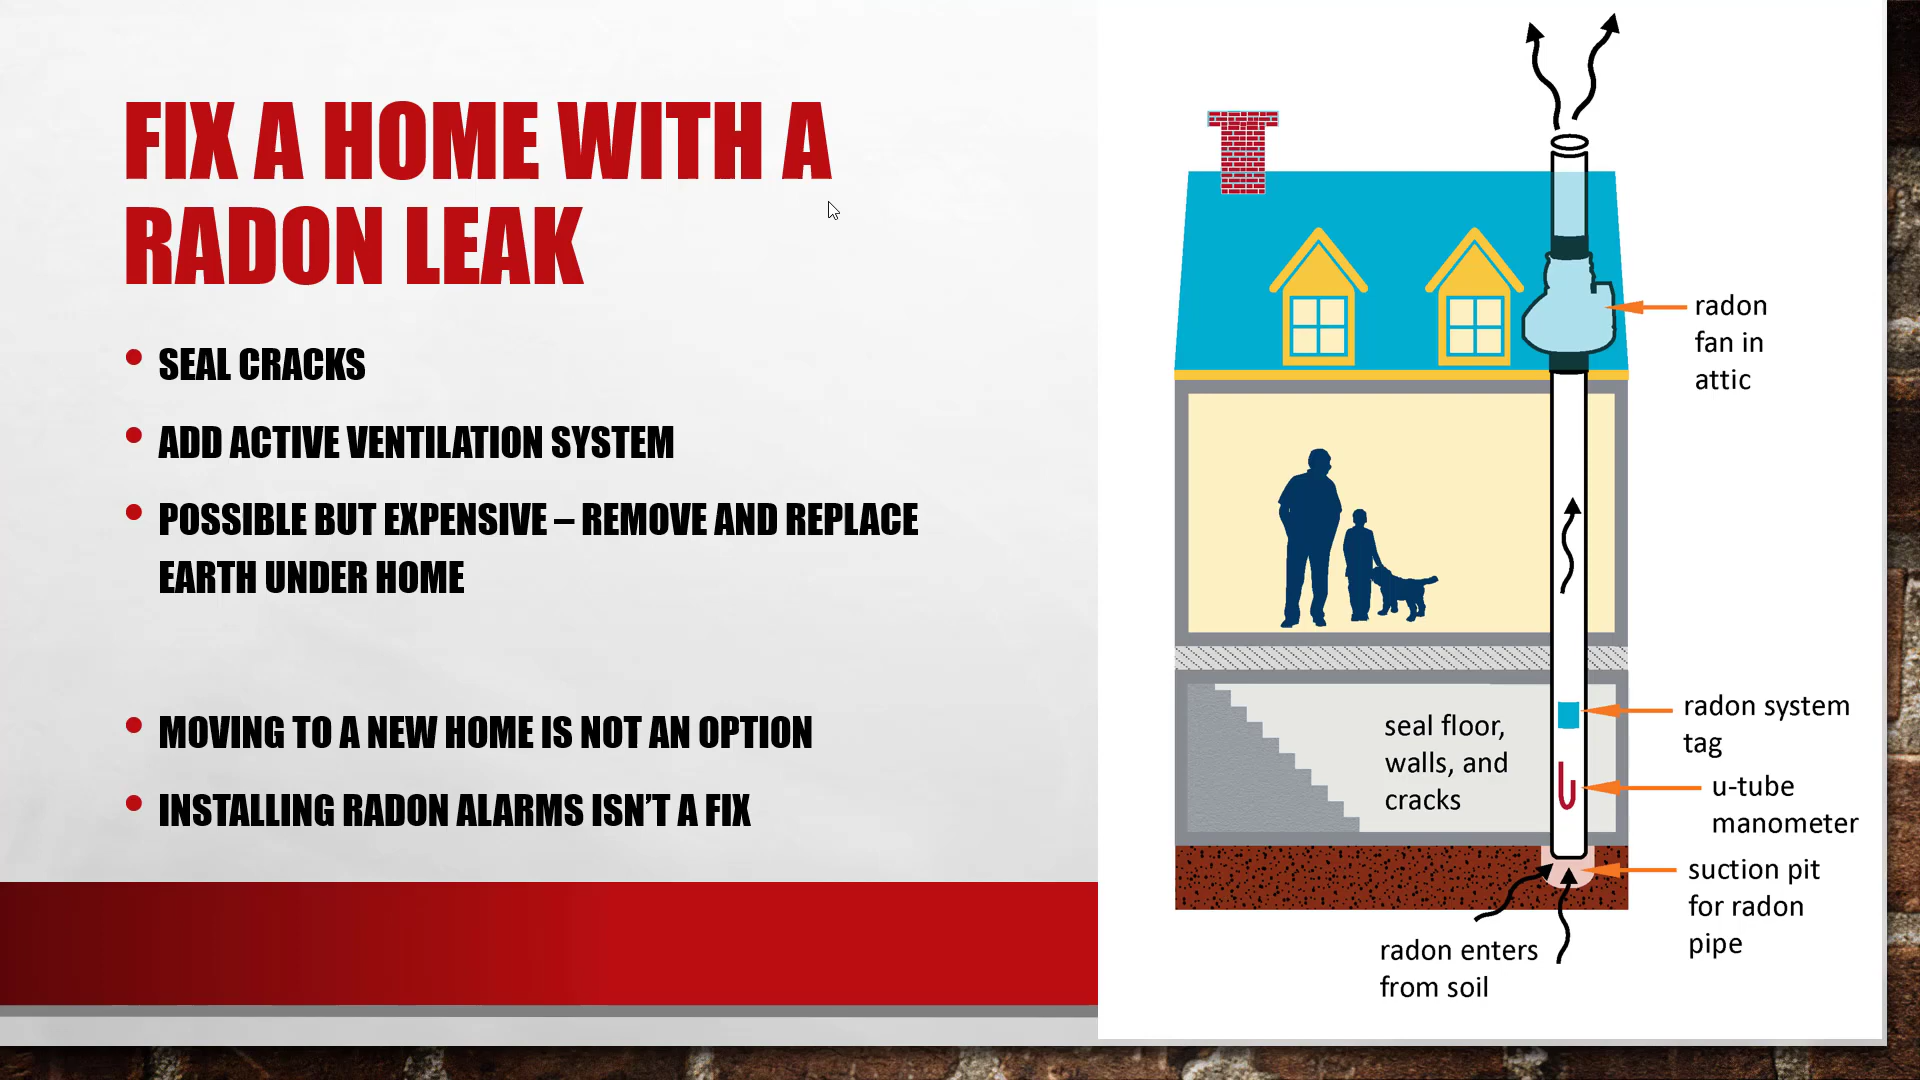 FIX A HOME WITH A
RADON LEAK
• SEAL CRACKS
• ADD ACTIVE VENTILATION SYSTEM
• POSSIBLE BUT EXPENSIVE – REMOVE AND REPLACE
EARTH UNDER HOME
• MOVING TO A NEW HOME IS NOT AN OPTION
• INSTALLING RADON ALARMS ISN'T A FIX
radon
fan in
attic
radon system
tag
seal floor,
walls, and
cracks
u-tube
manometer
suction pit
for radon
pipe
radon enters
from soil